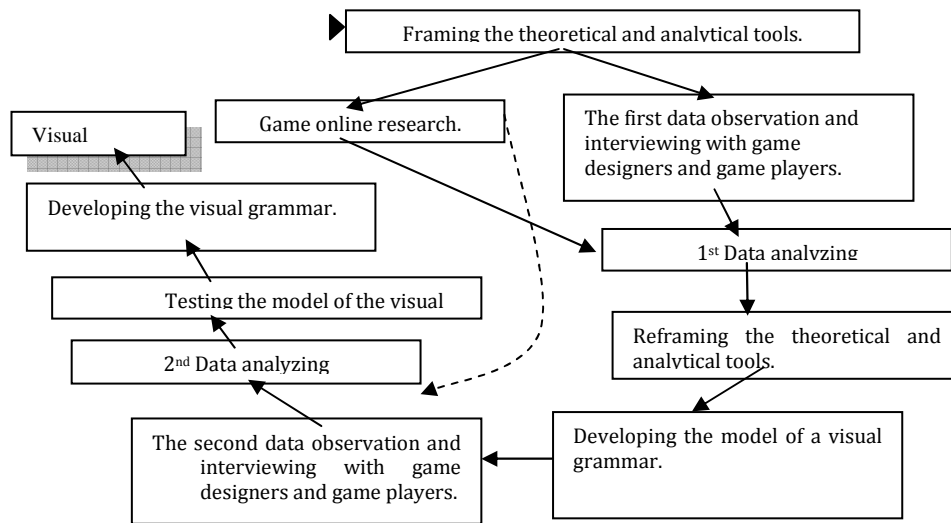 Framing the theoretical and analytical tools.
Game online research.
The first data observation and
interviewing with game
designers and game players.
Visual
Developing the visual grammar.
1st Data analyzing
Testing the model of the visual
Reframing the theoretical and
analytical tools.
2nd Data analyzing
Developing the model of a visual
grammar.
The second data observation and
interviewing with game
designers and game players.